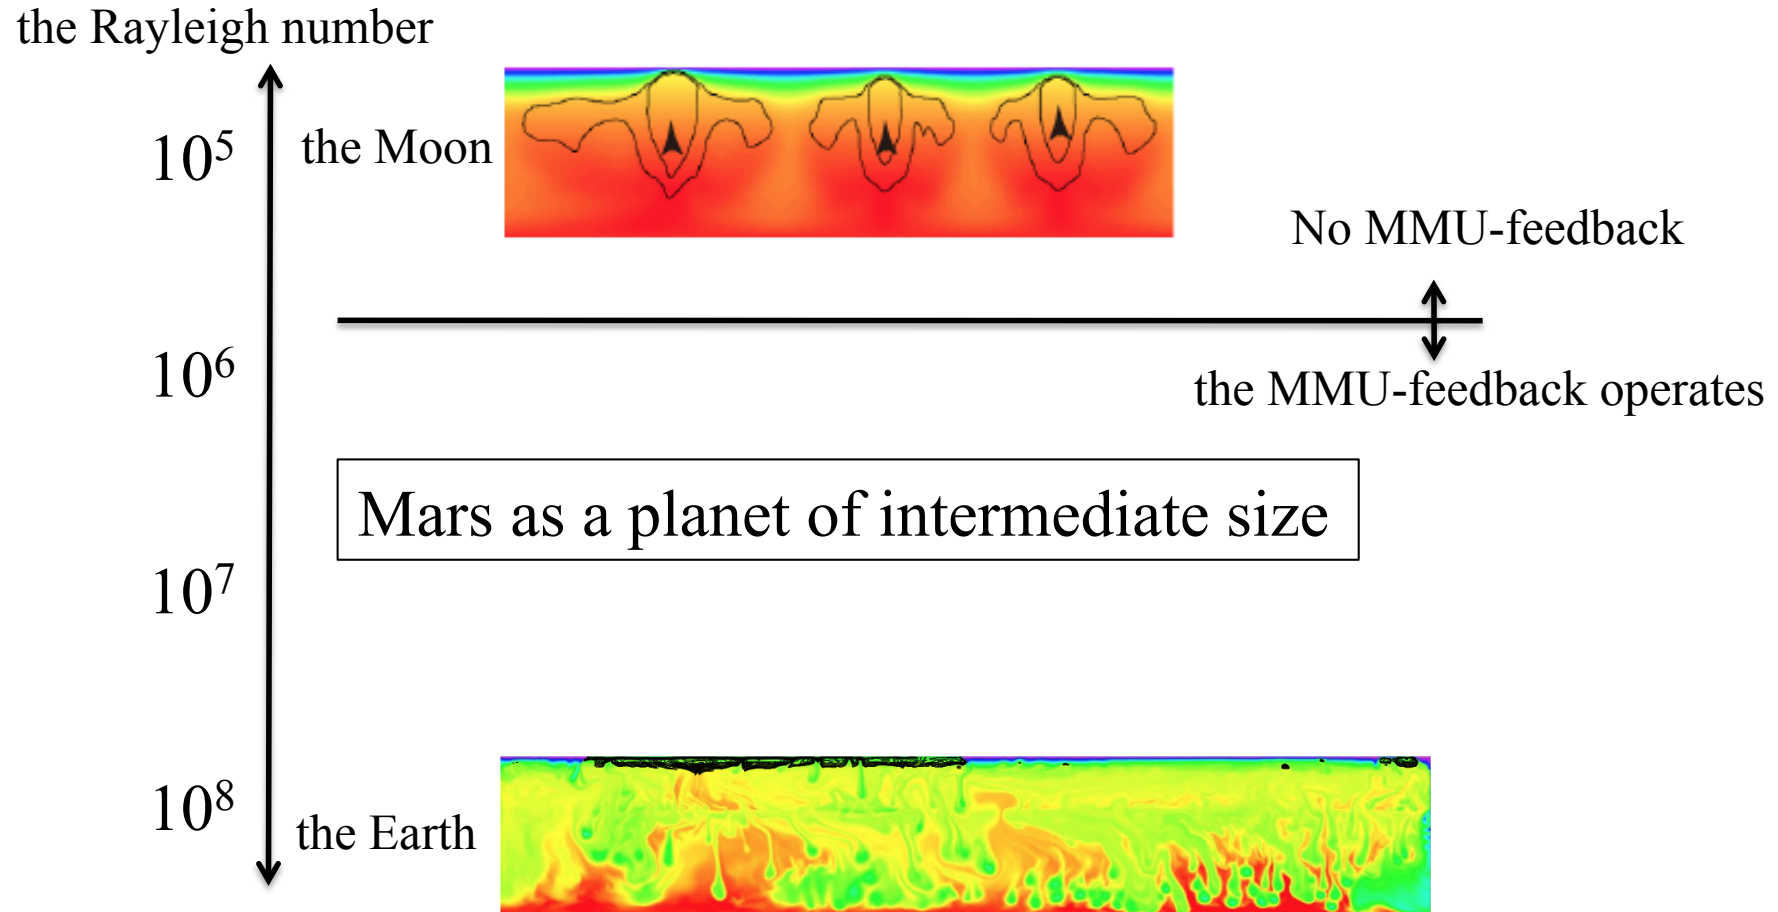 the Rayleigh number
10⁵
the Moon
No MMU-feedback
10⁶
the MMU-feedback operates
Mars as a planet of intermediate size
10⁷
10⁸
the Earth